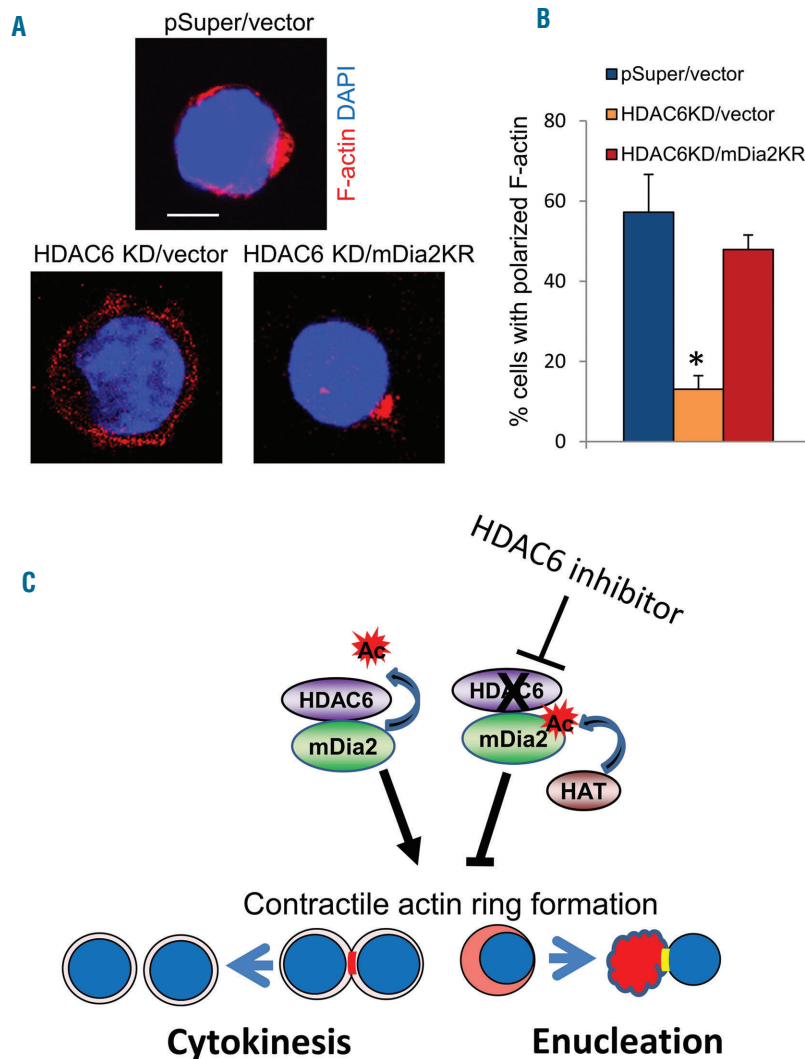 A
pSuper/vector
F-actin DAPI
HDAC6 KD/vector
HDAC6 KD/mDia2KR
B
pSuper/vector
HDAC6KD/vector
HDAC6KD/mDia2KR
% cells with polarized F-actin
80
60
40
20
0
*
C
HDAC6 inhibitor
Ac
HDAC6
mDia2
HDAC6
X
mDia2
Ac
HAT
Contractile actin ring formation
Cytokinesis
Enucleation